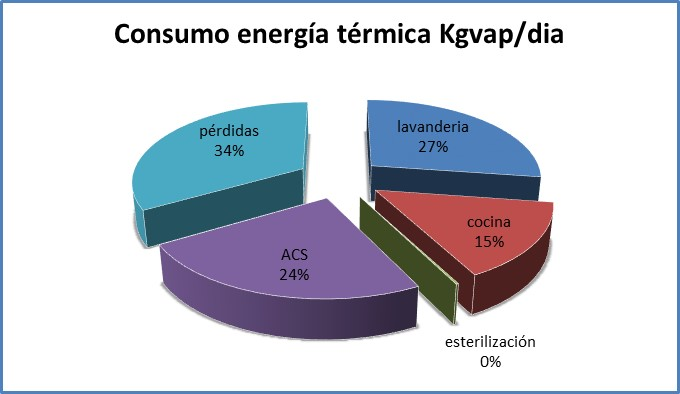 Consumo energía térmica Kgvap/dia
pérdidas
34%
lavanderia
27%
cocina
15%
ACS
24%
esterilización
0%